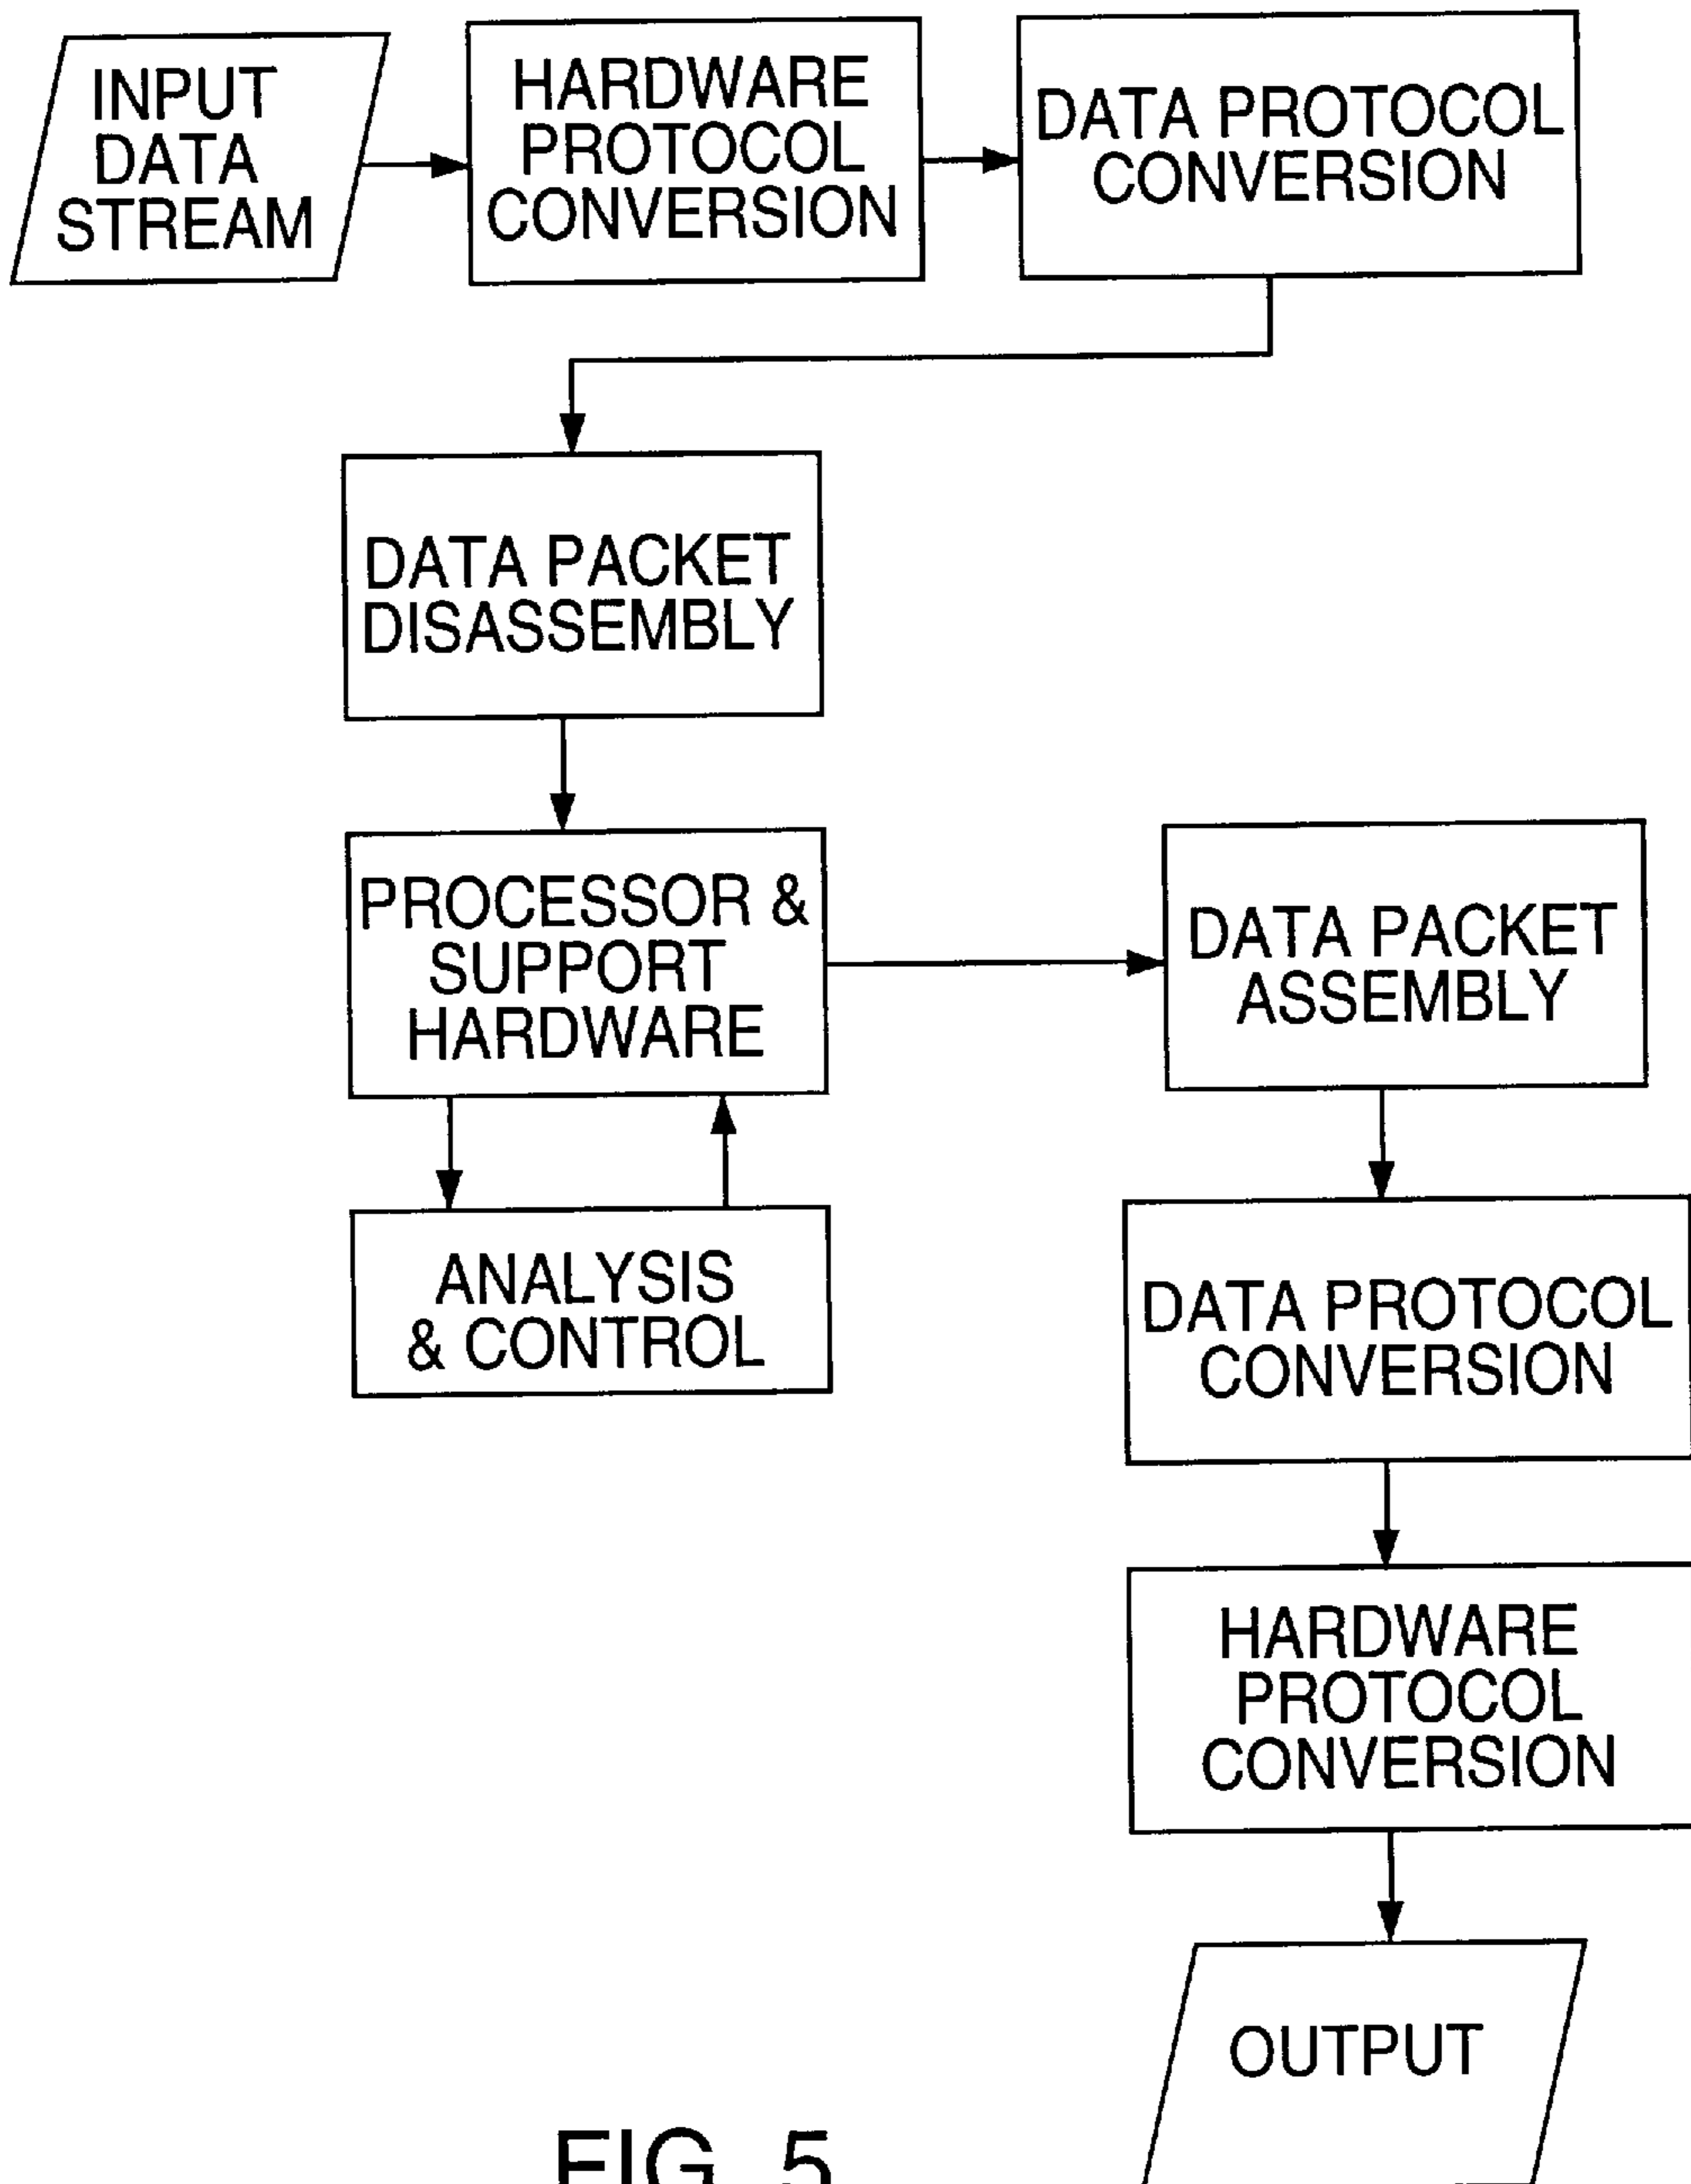 INPUT
DATA
STREAM
HARDWARE
PROTOCOL
CONVERSION
DATA PROTOCOL
CONVERSION
DATA PACKET
DISASSEMBLY
PROCESSOR &
SUPPORT
HARDWARE
DATA PACKET
ASSEMBLY
ANALYSIS
& CONTROL
DATA PROTOCOL
CONVERSION
HARDWARE
PROTOCOL
CONVERSION
OUTPUT
FIG. 5